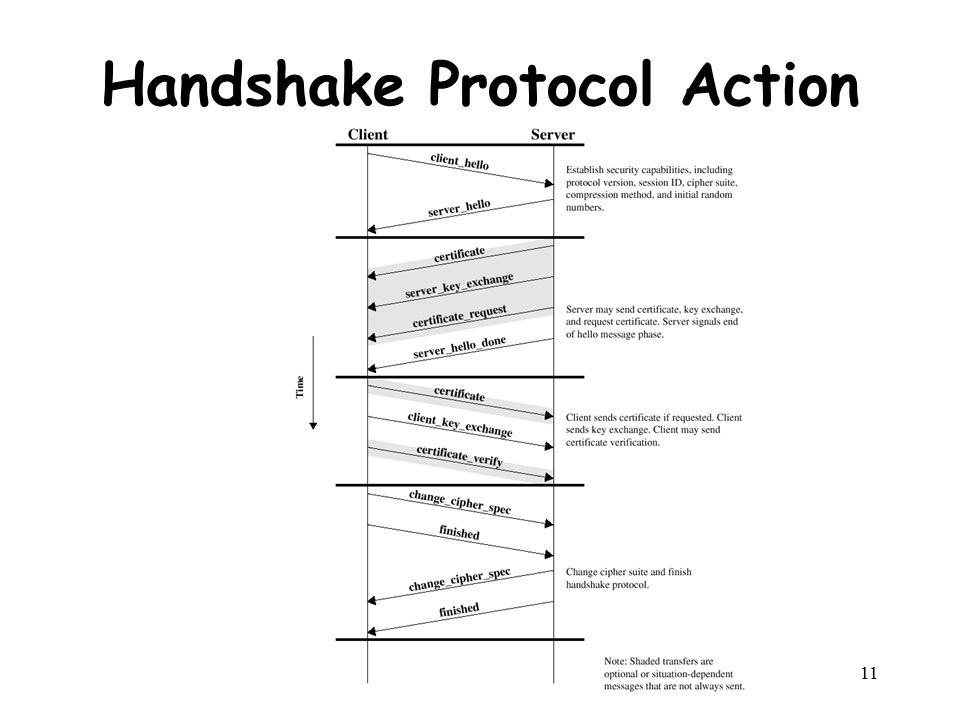 Handshake Protocol Action
Client
Server
client_hello
Establish security capabilities, including
protocol version, session ID, cipher suite,
compression method, and initial random
numbers.
server_hello
certificate
server_key_exchange
certificate_request
Server may send certificate, key exchange,
and request certificate. Server signals end
of hello message phase.
server_hello_done
Time
certificate
client_key_exchange
Client sends certificate if requested. Client
sends key exchange. Client may send
certificate verification.
certificate_verify
change_cipher_spec
finished
change_cipher_spec
Change cipher suite and finish
handshake protocol.
finished
Note: Shaded transfers are
optional or situation-dependent
messages that are not always sent.
11